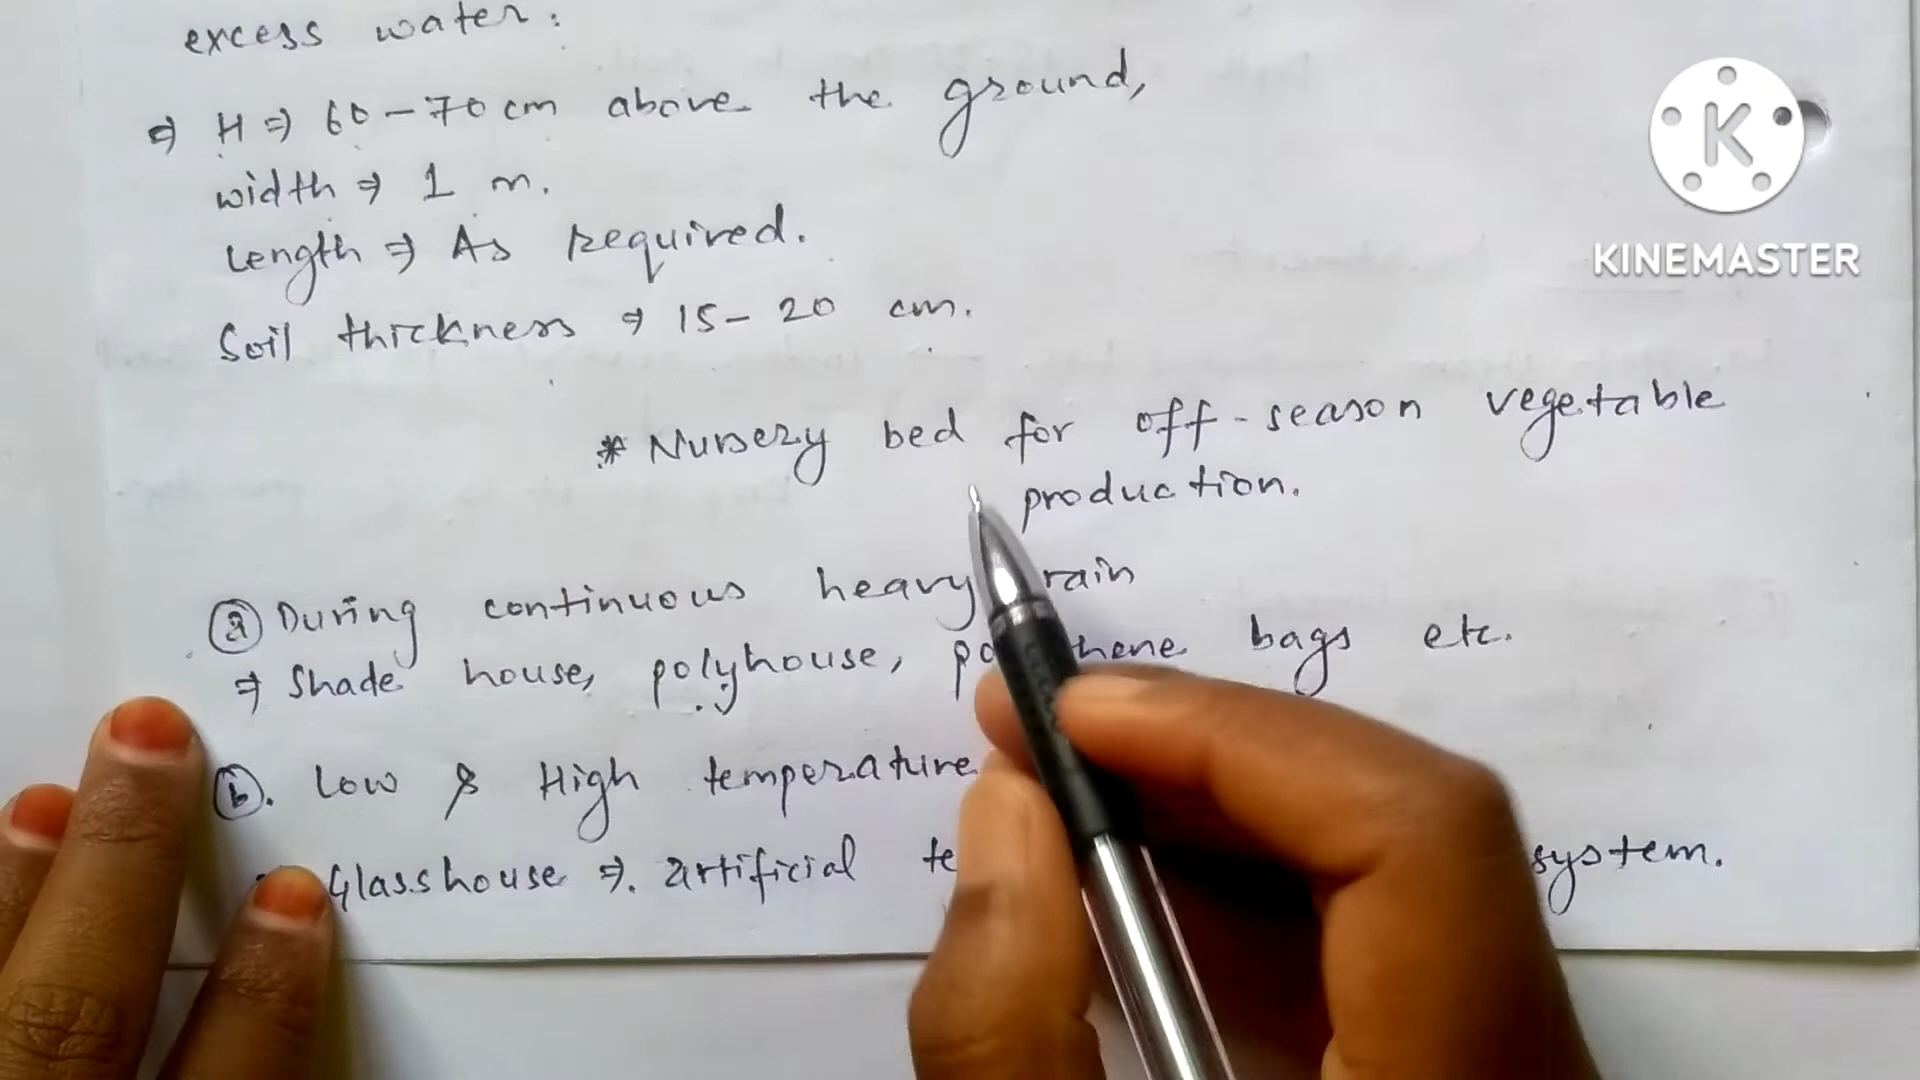 excess water.
⇒ H ⇒ 60-70 cm above the ground,
width ⇒ 1 m.
Length ⇒ As required.
Soil thickness ⇒ 15-20 cm.
* Nursery bed for off-season vegetable
production.
(a) During continuous heavy rain
⇒ Shade house, polyhouse, bags etc.
(b). Low & High temperature
Glasshouse ⇒. artificial system.
K
KINEMASTER